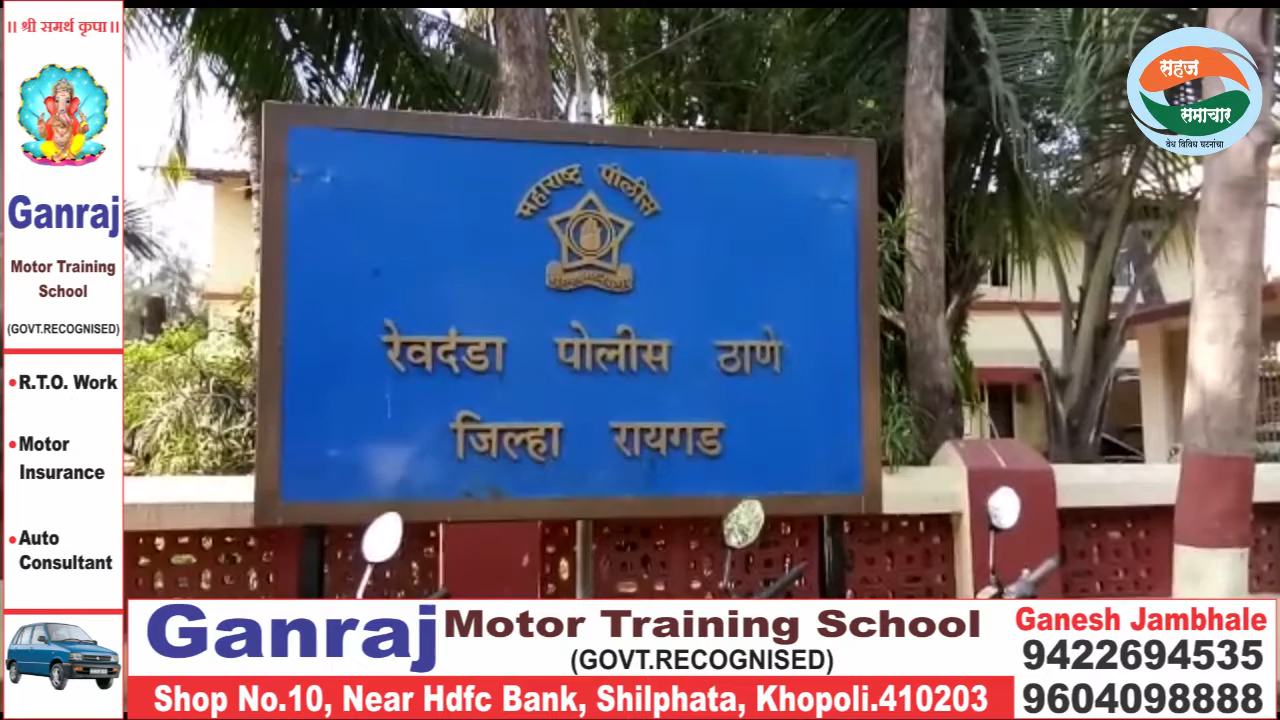 || श्री समर्थ कृपा ||
Ganraj
Motor Training
School
(GOVT.RECOGNISED)
•R.T.O. Work
•Motor
Insurance
•Auto
Consultant
सहज
समाचार
वेध विविध घटनांचा
महाराष्ट्र पोलीस
रेवदंडा पोलीस ठाणे
जिल्हा रायगड
Ganraj Motor Training School
(GOVT.RECOGNISED)
Shop No.10, Near Hdfc Bank, Shilphata, Khopoli.410203
Ganesh Jambhale
9422694535
9604098888